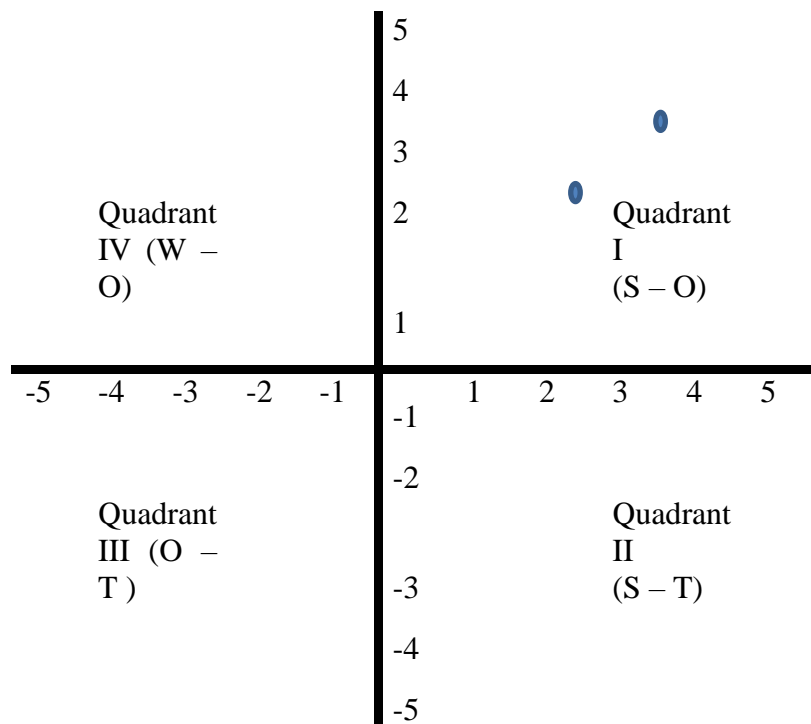 5
4
3
2
Quadrant
IV (W –
O)
Quadrant
I
(S – O)
1
-5 -4 -3 -2 -1 1 2 3 4 5
-1
-2
Quadrant
III (O –
T )
Quadrant
II
(S – T)
-3
-4
-5